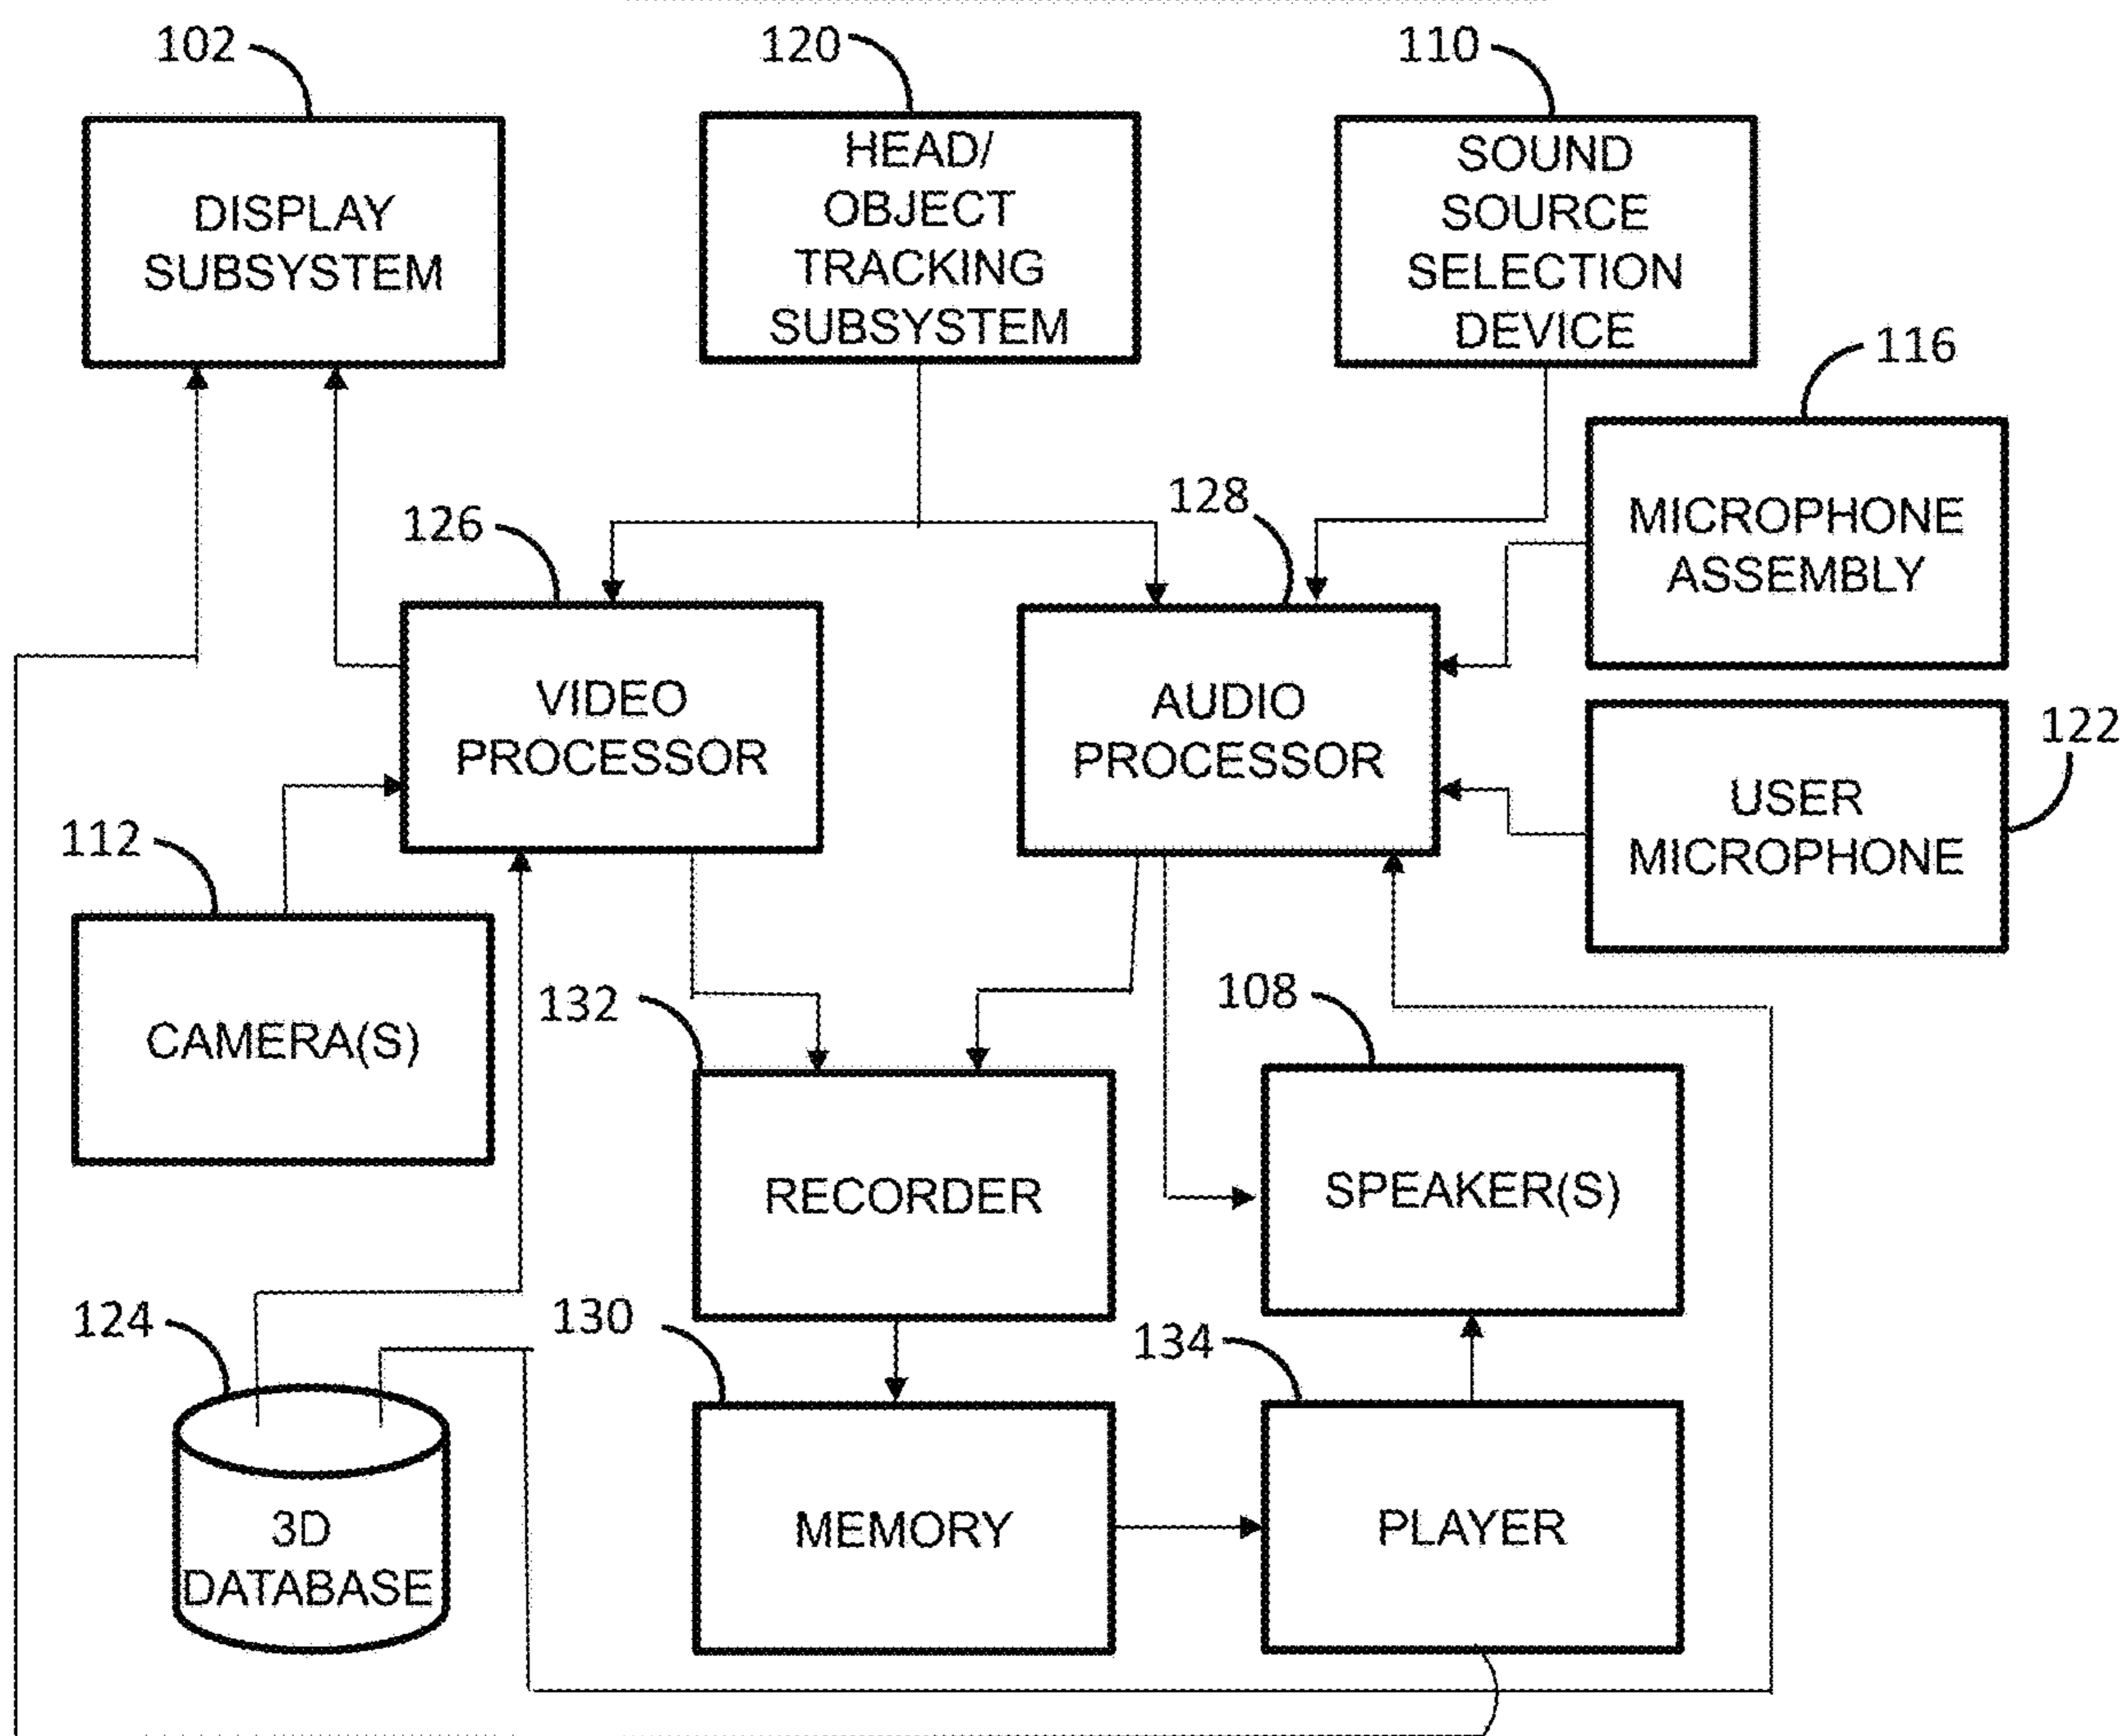 102
120
110
DISPLAY
SUBSYSTEM
HEAD/
OBJECT
TRACKING
SUBSYSTEM
SOUND
SOURCE
SELECTION
DEVICE
116
MICROPHONE
ASSEMBLY
126
128
VIDEO
PROCESSOR
AUDIO
PROCESSOR
122
USER
MICROPHONE
112
CAMERA(S)
132
108
RECORDER
SPEAKER(S)
124
130
134
3D
DATABASE
MEMORY
PLAYER